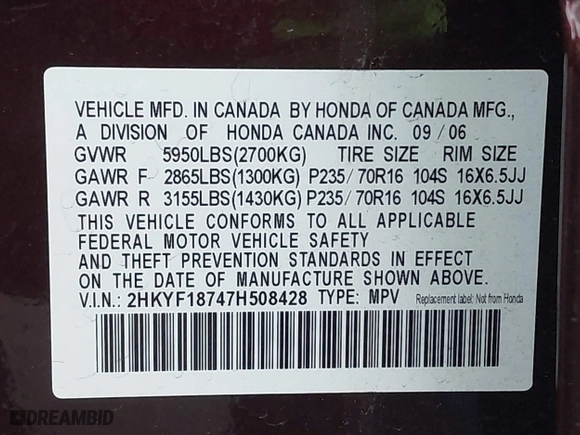 VEHICLE MFD. IN CANADA BY HONDA OF CANADA MFG.,
A DIVISION OF HONDA CANADA INC. 09/06
GVWR 5950LBS(2700KG) TIRE SIZE RIM SIZE
GAWR F 2865LBS(1300KG) P235/70R16 104S 16X6.5JJ
GAWR R 3155LBS(1430KG) P235/70R16 104S 16X6.5JJ
THIS VEHICLE CONFORMS TO ALL APPLICABLE
FEDERAL MOTOR VEHICLE SAFETY
AND THEFT PREVENTION STANDARDS IN EFFECT
ON THE DATE OF MANUFACTURE SHOWN ABOVE.
V.I.N.: 2HKYF18747H508428 TYPE: MPV Replacement label: Not from Honda
DREAMBID